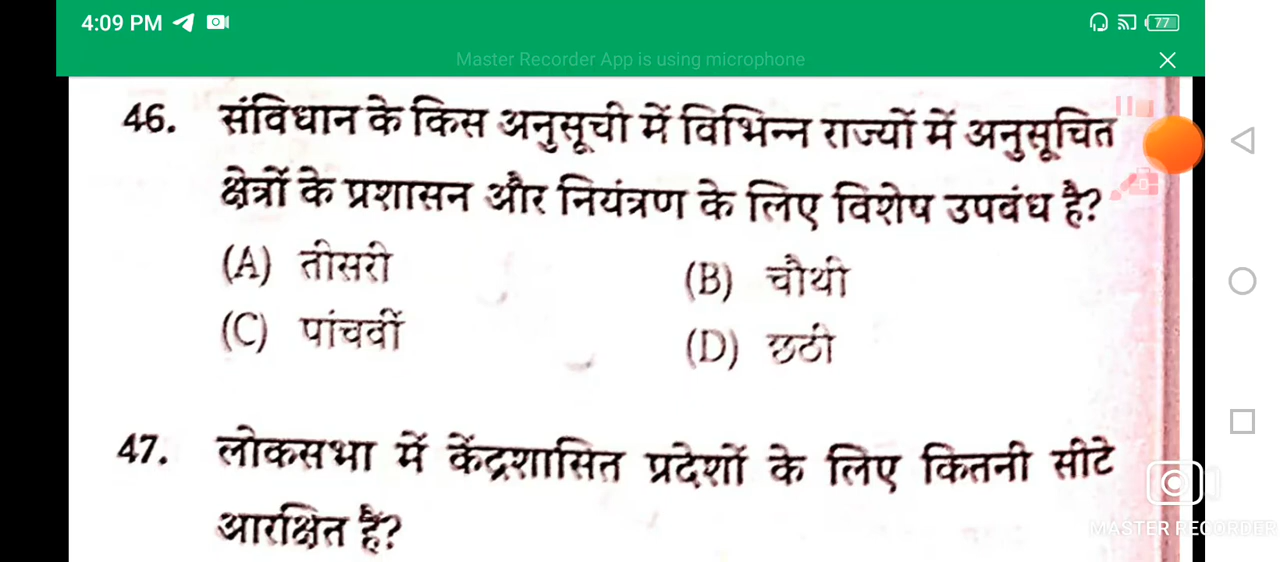 4:09 PM
77
Master Recorder App is using microphone
46. संविधान के किस अनुसूची में विभिन्न राज्यों में अनुसूचित
क्षेत्रों के प्रशासन और नियंत्रण के लिए विशेष उपबंध है?
(A) तीसरी (B) चौथी
(C) पांचवीं (D) छठी
47. लोकसभा में केंद्रशासित प्रदेशों के लिए कितनी सीटे
आरक्षित हैं?
MASTER RECORDER